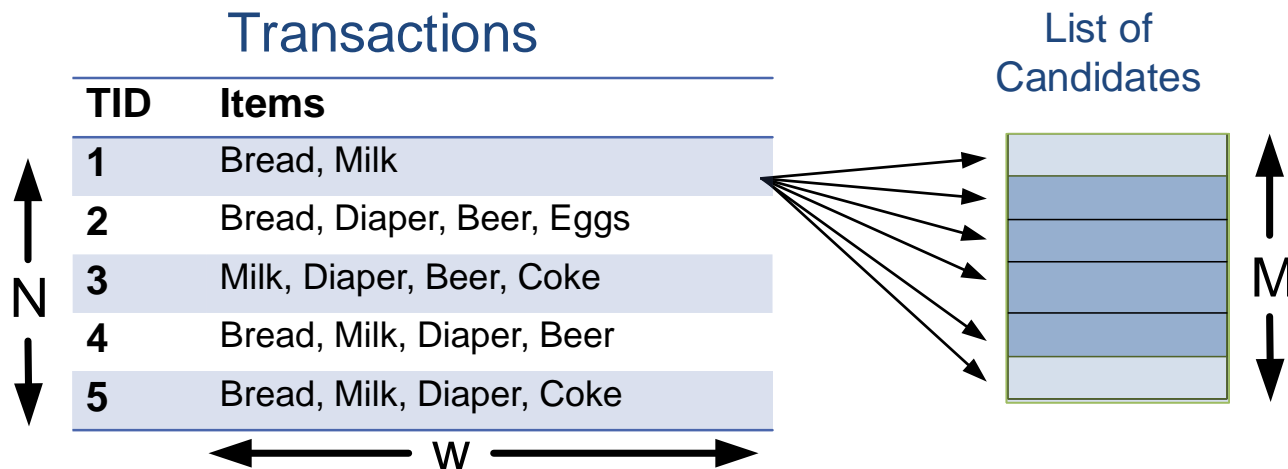 Transactions
List of
Candidates
TID Items
1 Bread, Milk
2 Bread, Diaper, Beer, Eggs
3 Milk, Diaper, Beer, Coke
4 Bread, Milk, Diaper, Beer
5 Bread, Milk, Diaper, Coke
N
M
w